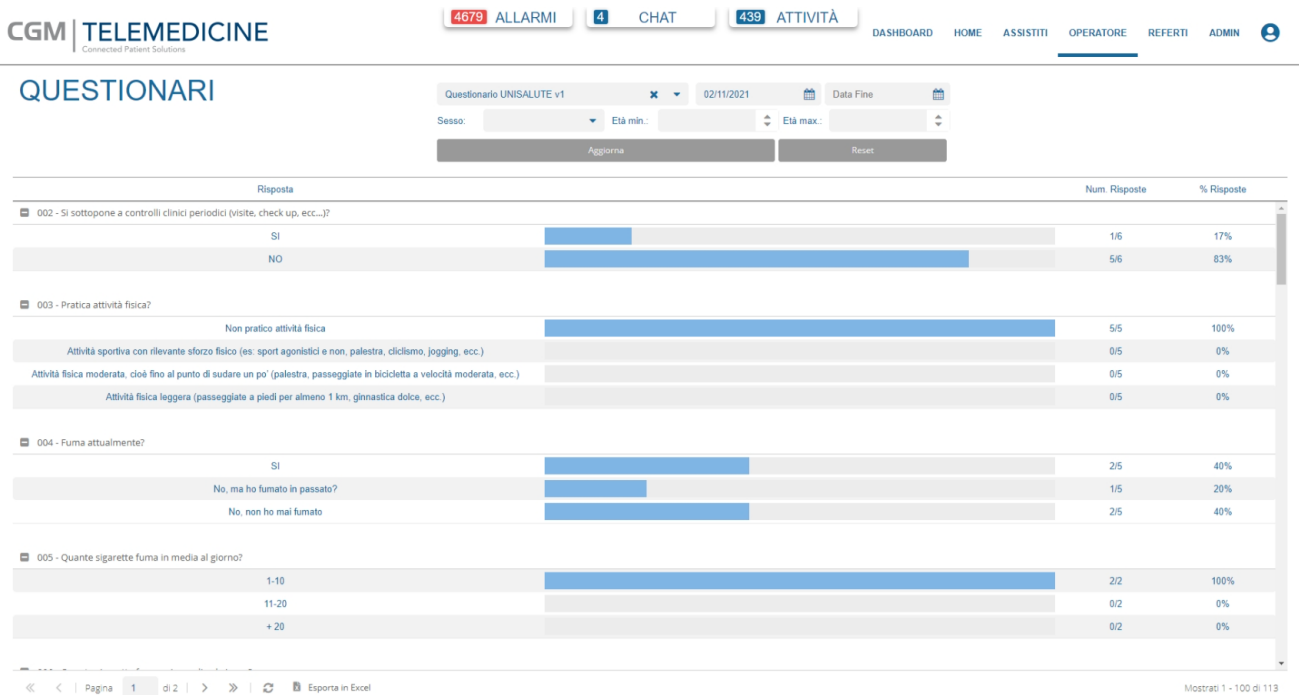 4679 ALLARMI 4 CHAT 439 ATTIVITÀ
CGM TELEMEDICINE
Connected Patient Solutions
DASHBOARD HOME ASSISTITI OPERATORE REFERTI ADMIN
QUESTIONARI
Questionario UNISALUTE v1 02/11/2021 Data Fine
Sesso: Età min.: Età max.:
Aggiorna Reset
Risposta Num. Risposte % Risposte
002 - Si sottopone a controlli clinici periodici (visite, check up, ecc...)?
SI 1/6 17%
NO 5/6 83%
003 - Pratica attività fisica?
Non pratico attività fisica 5/5 100%
Attività sportiva con rilevante sforzo fisico (es: sport agonistici e non, palestra, cliclismo, jogging, ecc.) 0/5 0%
Attività fisica moderata, cioè fino al punto di sudare un po' (palestra, passeggiate in bicicletta a velocità moderata, ecc.) 0/5 0%
Attività fisica leggera (passeggiate a piedi per almeno 1 km, ginnastica dolce, ecc.) 0/5 0%
004 - Fuma attualmente?
SI 2/5 40%
No, ma ho fumato in passato? 1/5 20%
No, non ho mai fumato 2/5 40%
005 - Quante sigarette fuma in media al giorno?
1-10 2/2 100%
11-20 0/2 0%
+ 20 0/2 0%
Pagina 1 di 2 Esporta in Excel Mostrati 1 - 100 di 113